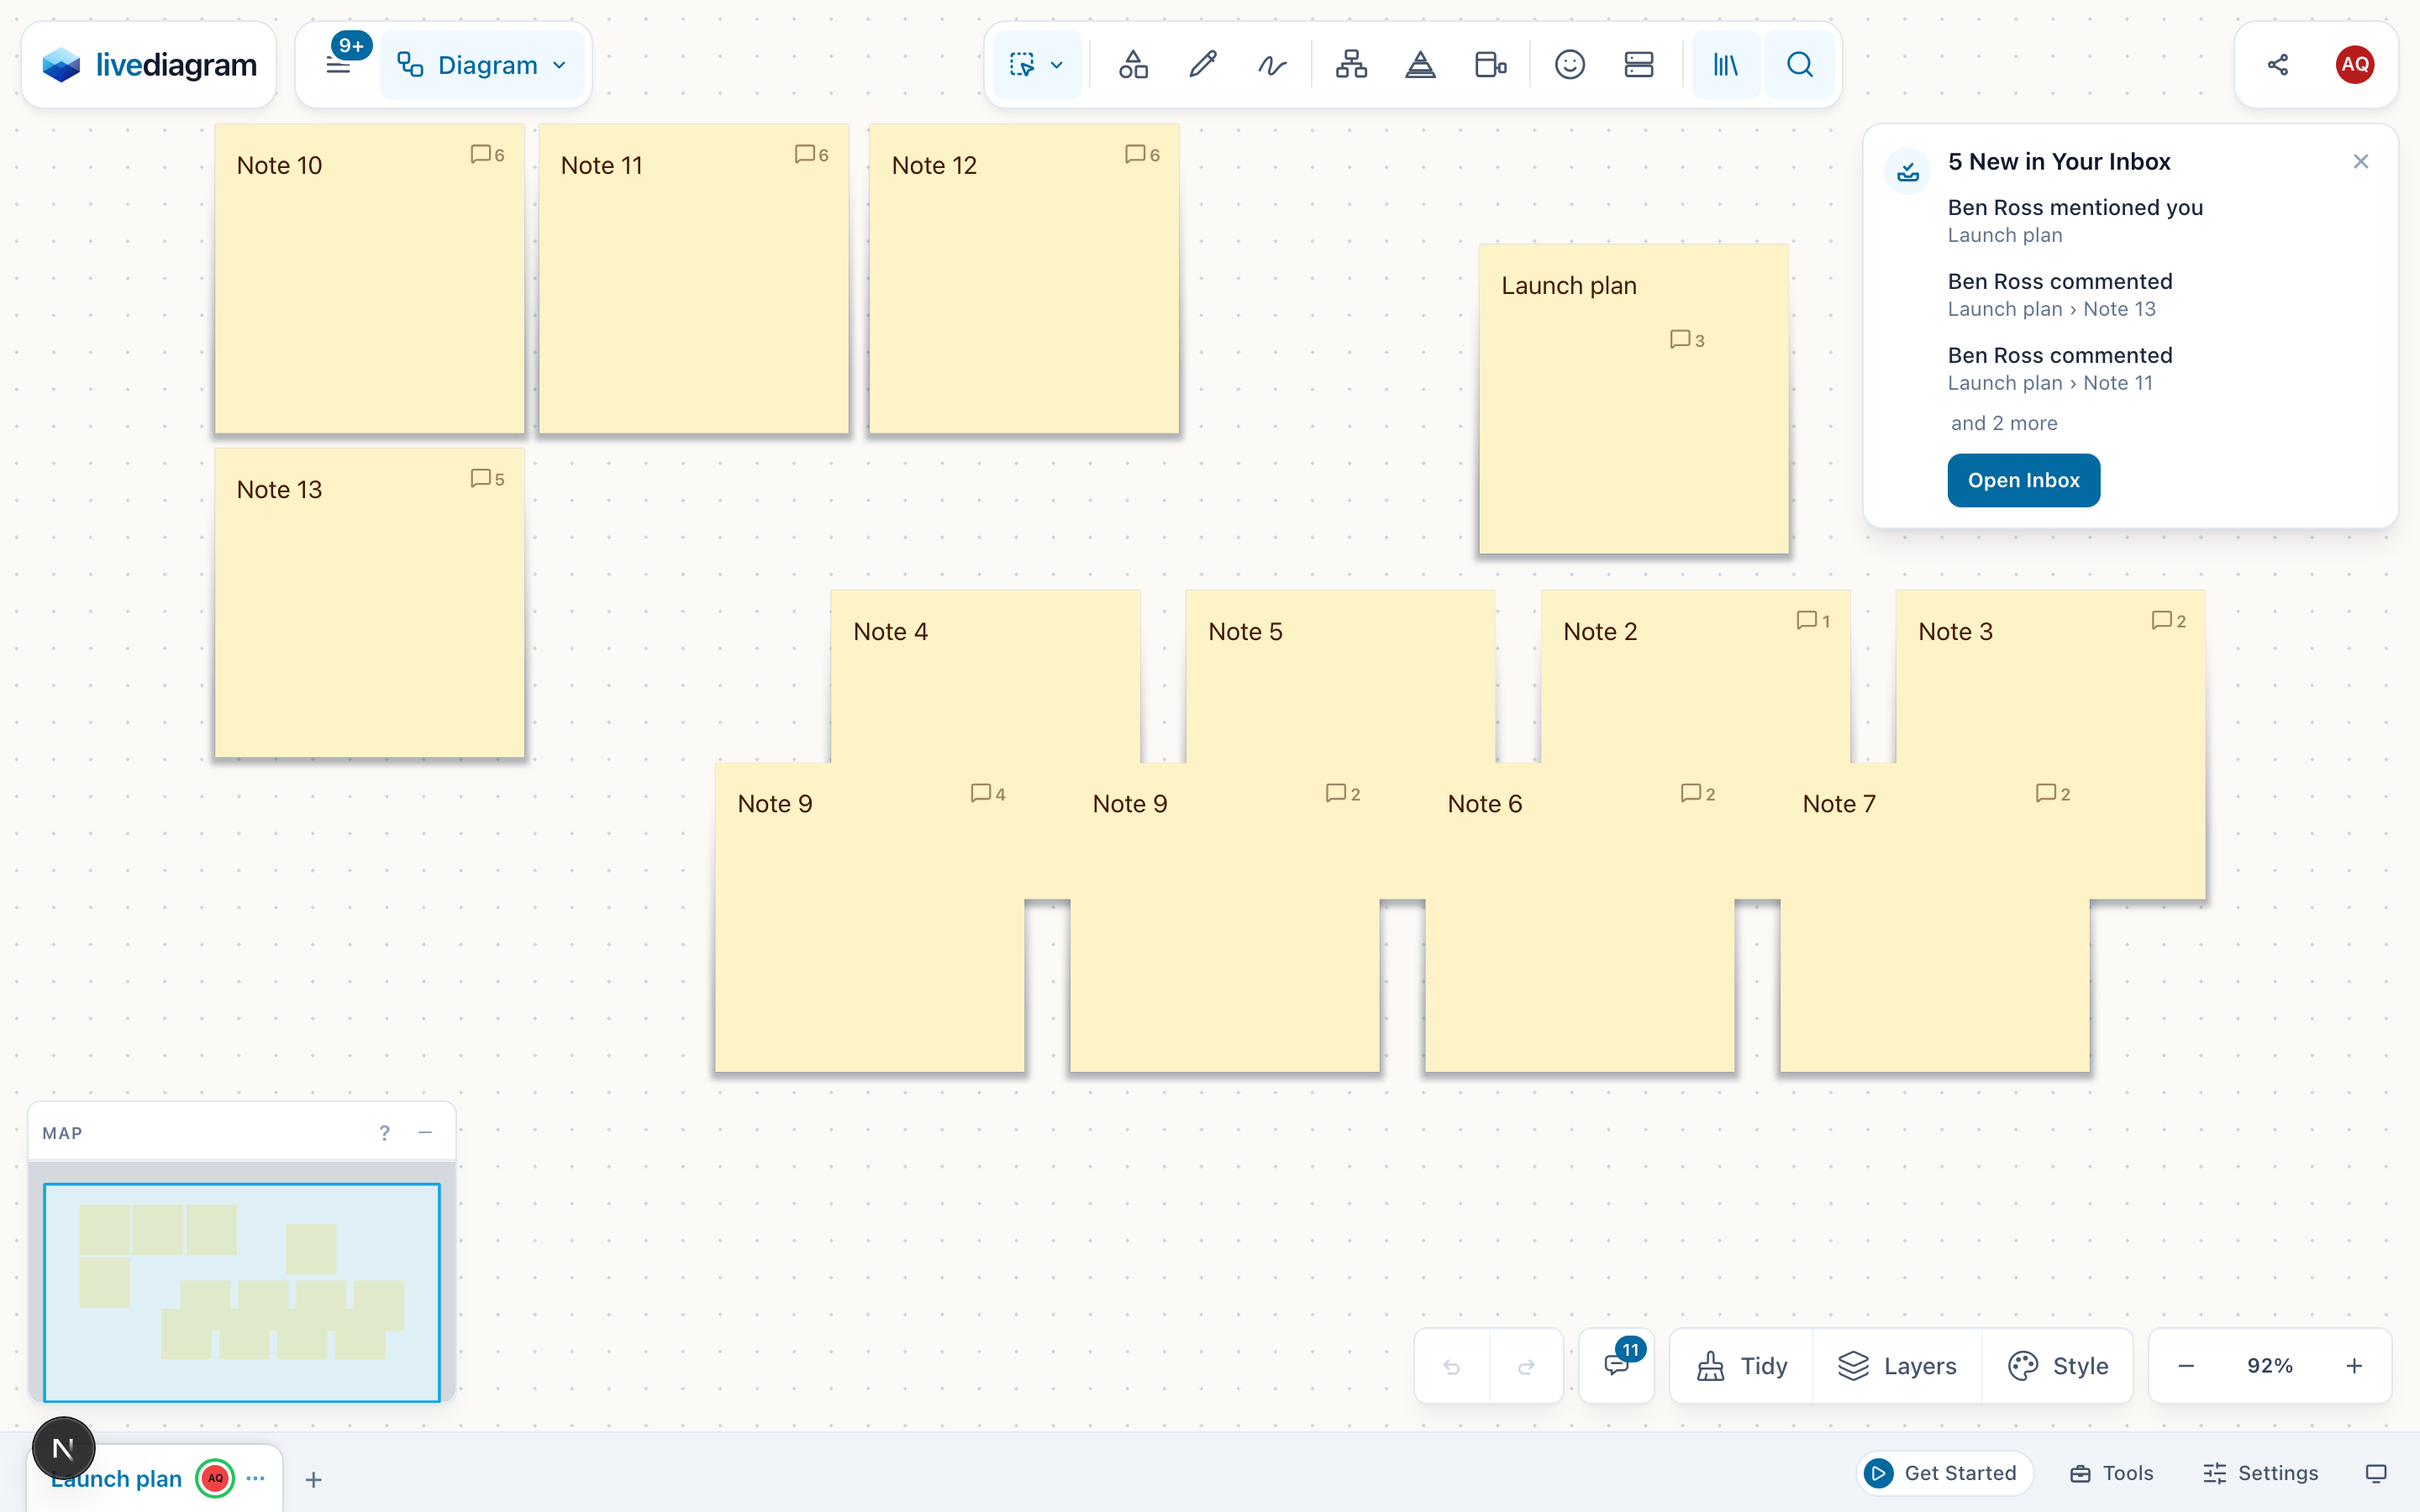 livediagram
9+
Diagram
AQ
Note 10
6
Note 11
6
Note 12
6
5 New in Your Inbox
Ben Ross mentioned you
Launch plan
Ben Ross commented
Launch plan › Note 13
Ben Ross commented
Launch plan › Note 11
and 2 more
Open Inbox
Launch plan
3
Note 13
5
Note 4
Note 5
Note 2
1
Note 3
2
Note 9
4
Note 9
2
Note 6
2
Note 7
2
MAP
?
11
Tidy
Layers
Style
92%
N
Launch plan
AQ
Get Started
Tools
Settings